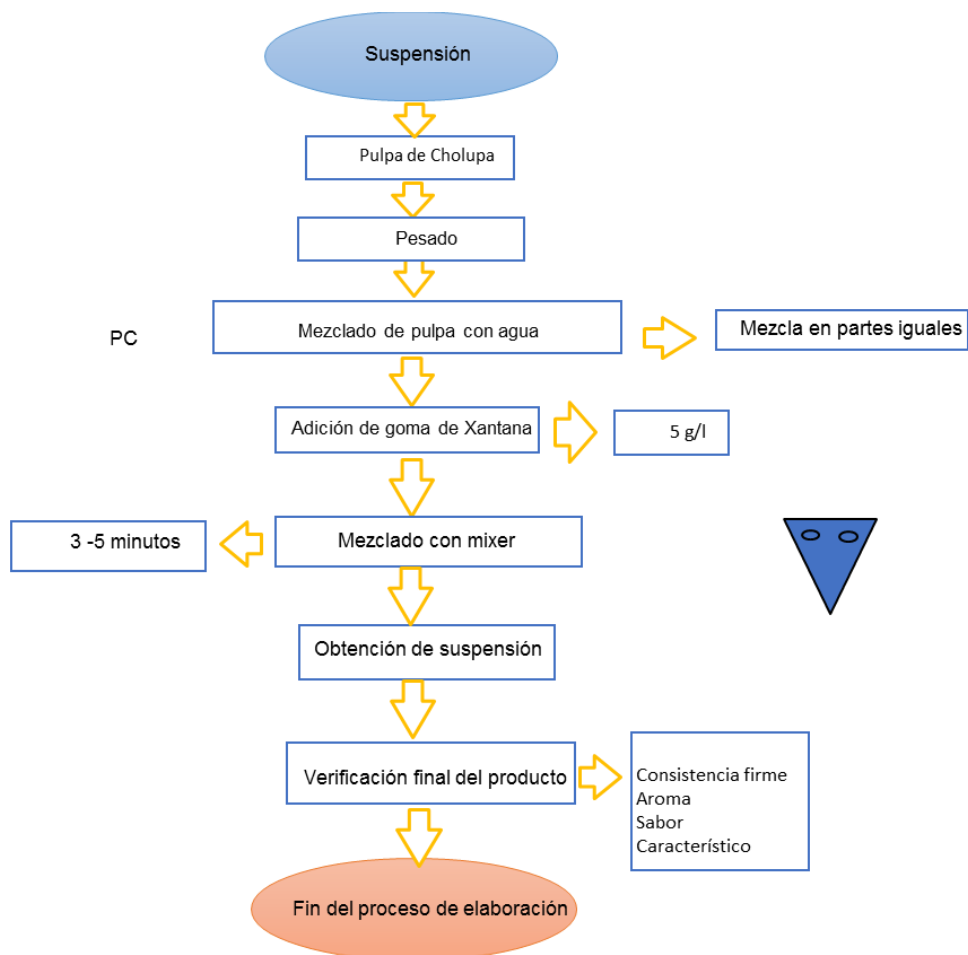 Suspensión
Pulpa de Cholupa
Pesado
PC
Mezclado de pulpa con agua
Mezcla en partes iguales
Adición de goma de Xantana
5 g/l
3 -5 minutos
Mezclado con mixer
Obtención de suspensión
Verificación final del producto
Consistencia firme
Aroma
Sabor
Característico
Fin del proceso de elaboración